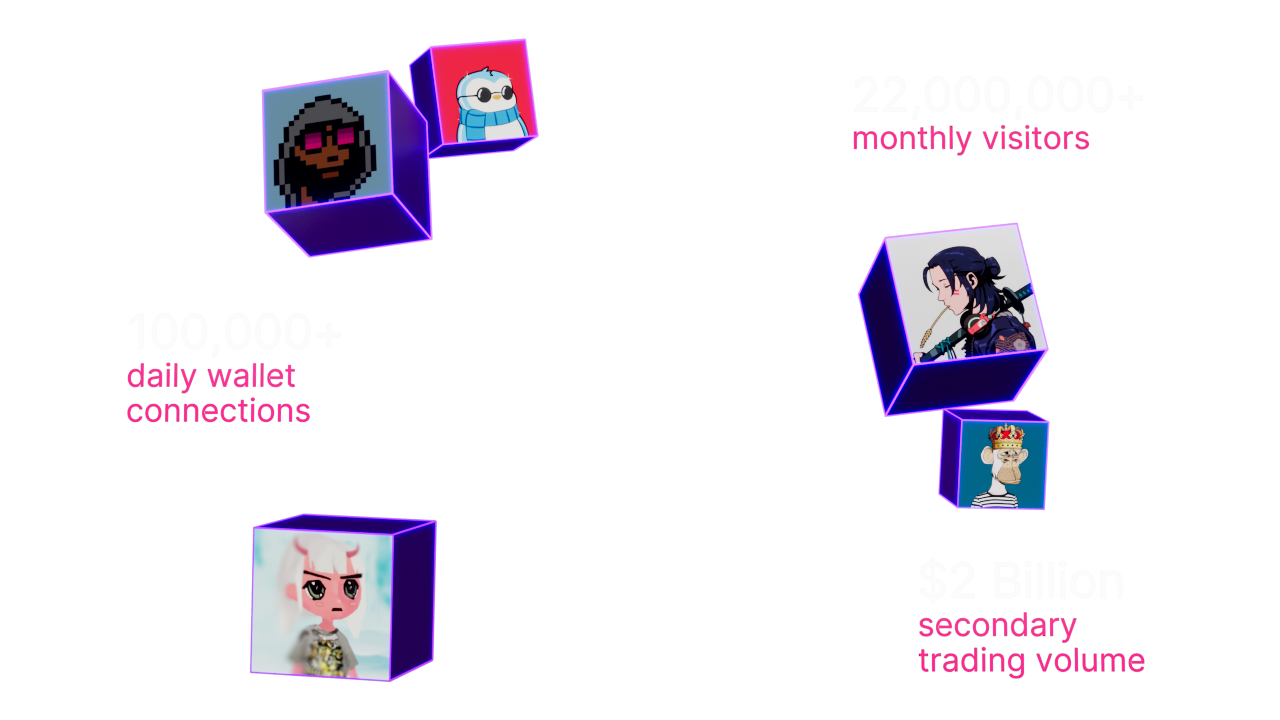 22,000,000+
monthly visitors
100,000+
daily wallet
connections
$2 Billion
secondary
trading volume